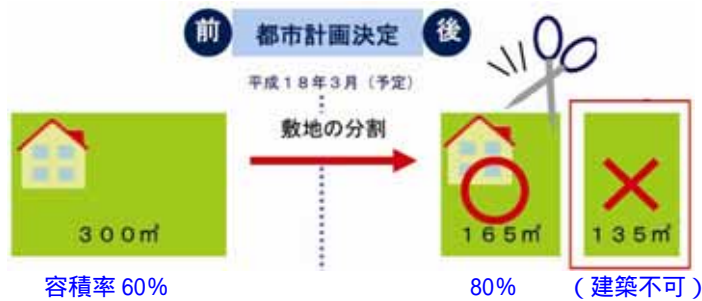 前 都市計画決定 後
平成18年3月（予定）
敷地の分割
300㎡ 165㎡ 135㎡
容積率 60% 80% （建築不可）